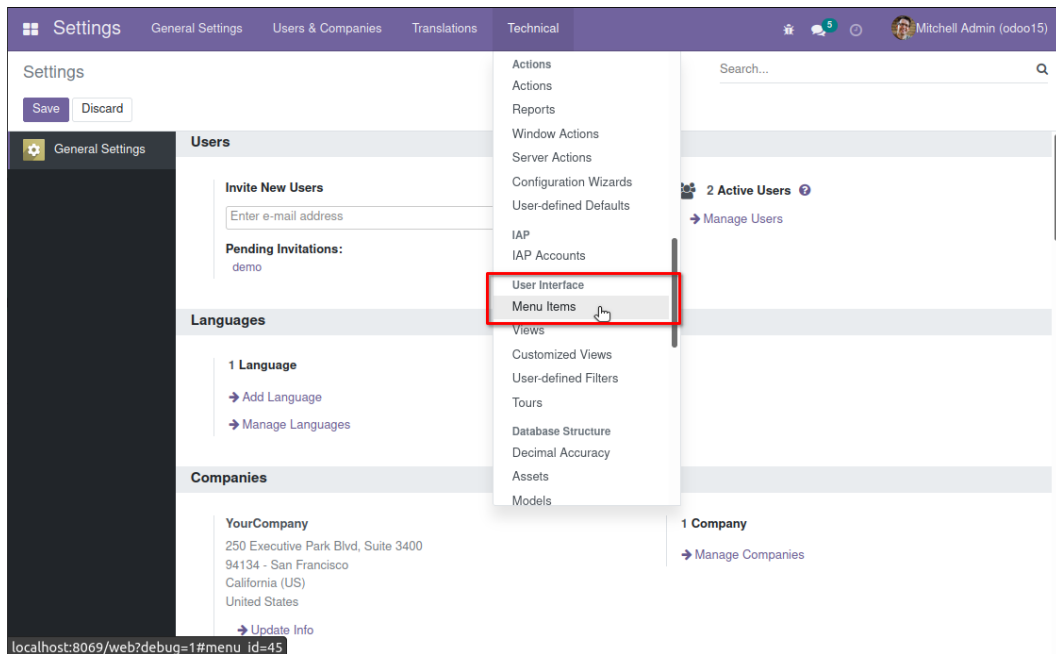 Settings General Settings Users & Companies Translations Technical 5 Mitchell Admin (odoo15)
Settings
Search...
Save Discard
General Settings
Users
Invite New Users
Enter e-mail address
Pending Invitations:
demo
2 Active Users
Manage Users
Languages
1 Language
Add Language
Manage Languages
Companies
YourCompany
250 Executive Park Blvd, Suite 3400
94134 - San Francisco
California (US)
United States
Update Info
1 Company
Manage Companies
Actions
Actions
Reports
Window Actions
Server Actions
Configuration Wizards
User-defined Defaults
IAP
IAP Accounts
User Interface
Menu Items
Views
Customized Views
User-defined Filters
Tours
Database Structure
Decimal Accuracy
Assets
Models
localhost:8069/web?debug=1#menu_id=45